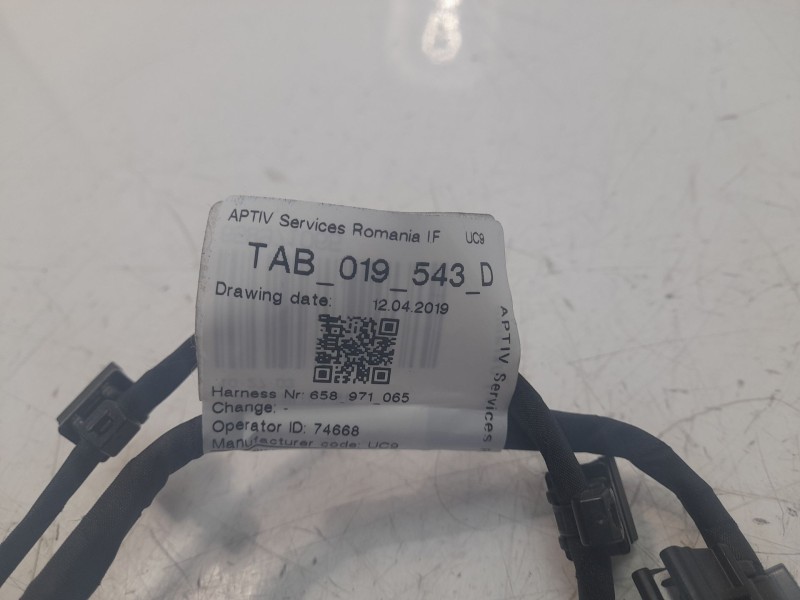 APTIV Services Romania IF UC9
TAB_019_543_D
Drawing date: 12.04.2019
Harness Nr: 658_971_065
Change: -
Operator ID: 74668
Manufacturer code: UC9
APTIV Services